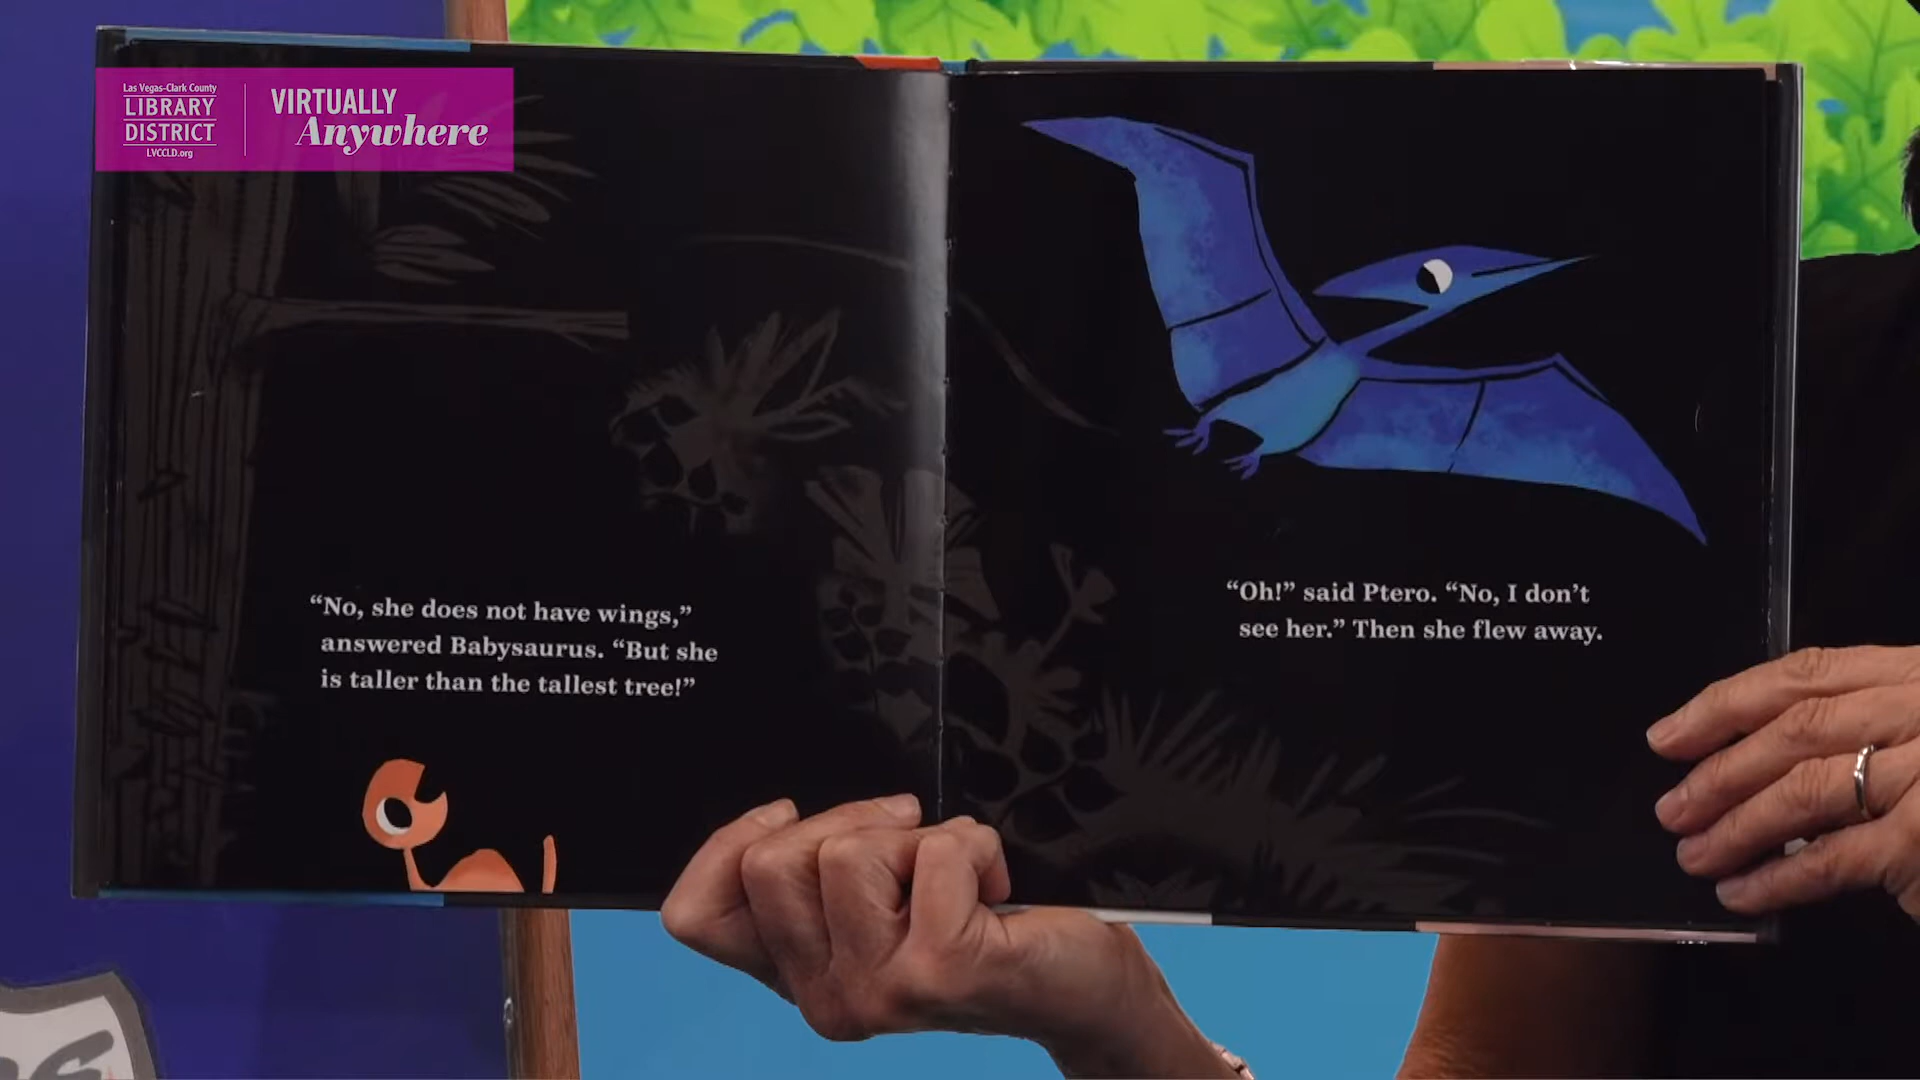 Las Vegas-Clark County
LIBRARY
DISTRICT
LVCCLD.org
VIRTUALLY
Anywhere
“No, she does not have wings,”
answered Babysaurus. “But she
is taller than the tallest tree!”
“Oh!” said Ptero. “No, I don’t
see her.” Then she flew away.